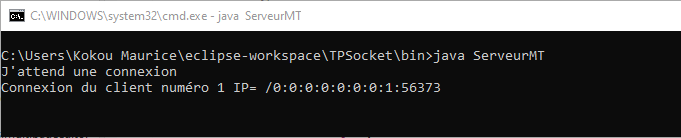 C:\WINDOWS\system32\cmd.exe - java ServeurMT
C:\Users\Kokou Maurice\eclipse-workspace\TPSocket\bin>java ServeurMT
J'attend une connexion
Connexion du client numéro 1 IP= /0:0:0:0:0:0:0:1:56373